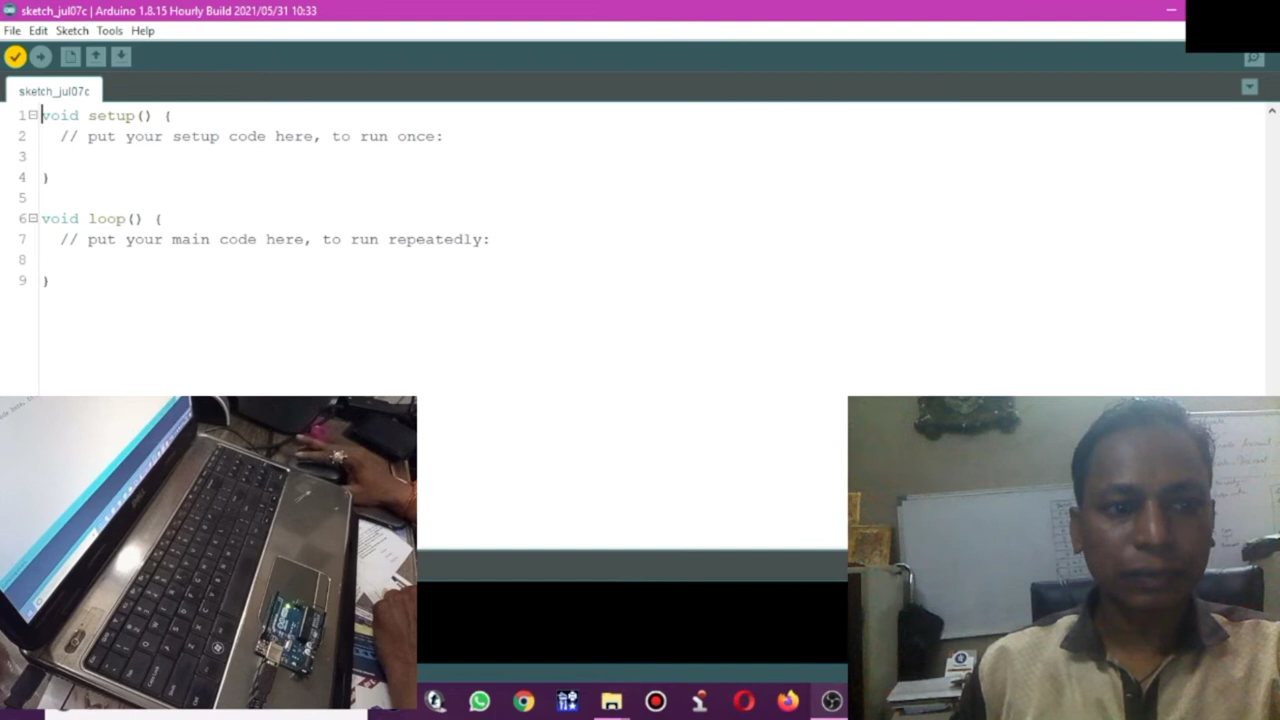 sketch_jul07c | Arduino 1.8.15 Hourly Build 2021/05/31 10:33
File Edit Sketch Tools Help
sketch_jul07c
1 void setup() {
2 // put your setup code here, to run once:
3
4 }
5
6 void loop() {
7 // put your main code here, to run repeatedly:
8
9 }